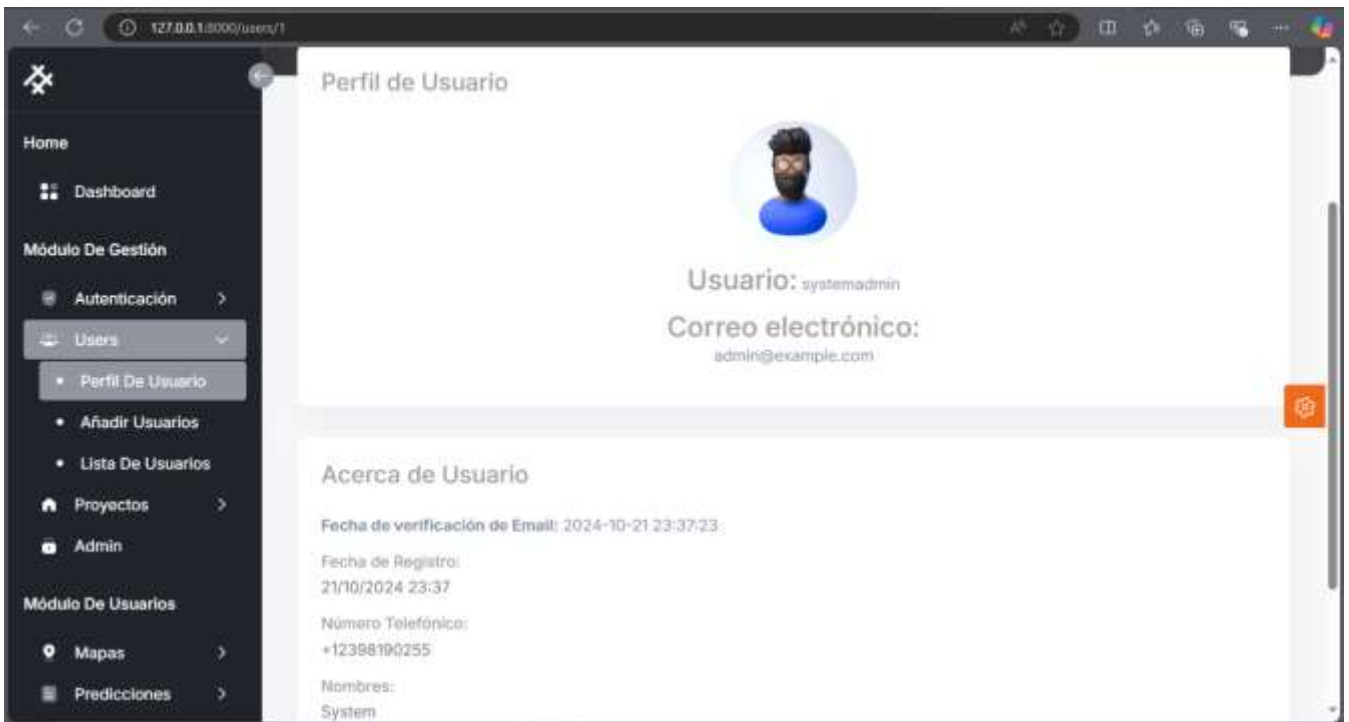 127.0.0.1:8000/users/1
Home
Dashboard
Módulo De Gestión
Autenticación
Users
Perfil De Usuario
Añadir Usuarios
Lista De Usuarios
Proyectos
Admin
Módulo De Usuarios
Mapas
Predicciones
Perfil de Usuario
Usuario: systemadmin
Correo electrónico:
admin@example.com
Acerca de Usuario
Fecha de verificación de Email: 2024-10-21 23:37:23
Fecha de Registro:
21/10/2024 23:37
Número Telefónico:
+12398190255
Nombres:
System